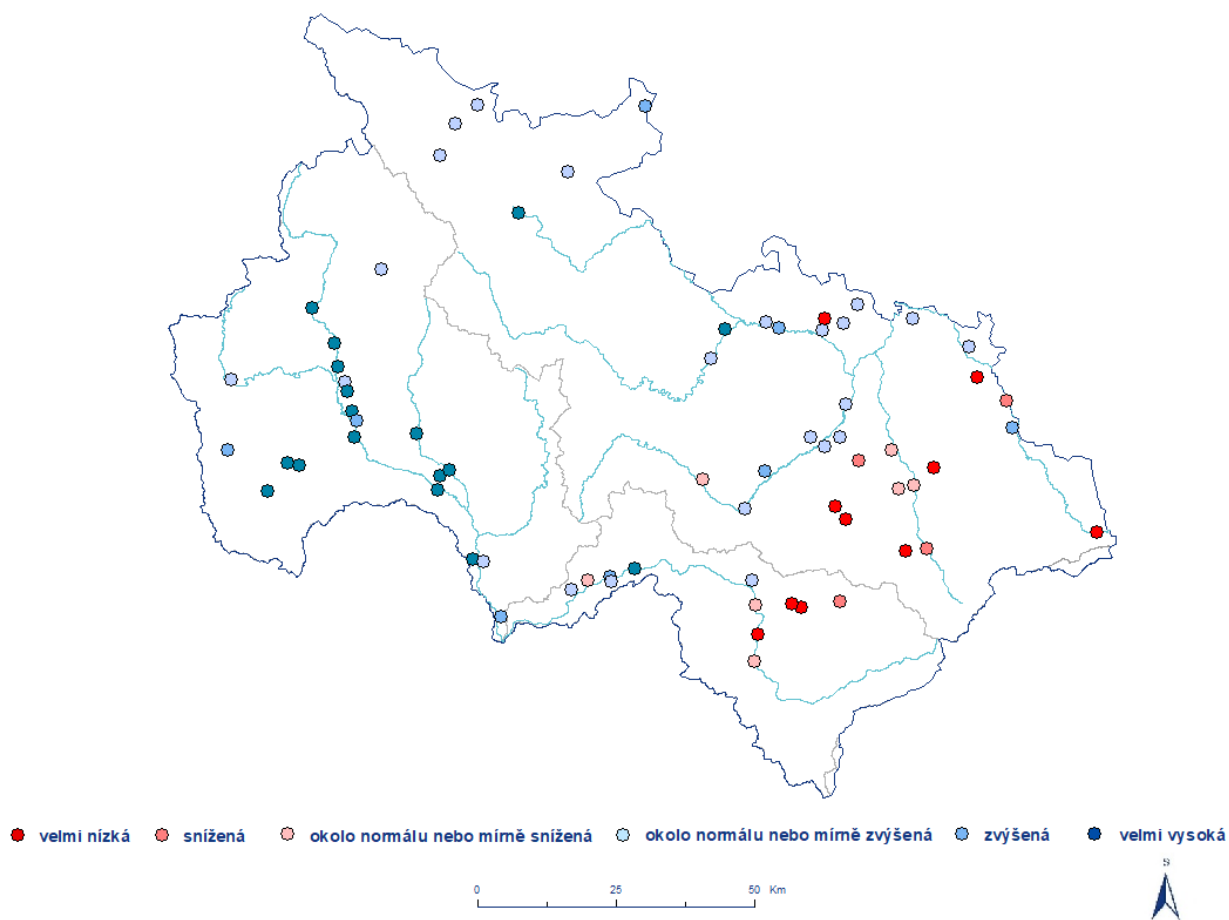 velmi nízká snížená okolo normálu nebo mírně snížená okolo normálu nebo mírně zvýšená zvýšená velmi vysoká
0 25 50 Km
S